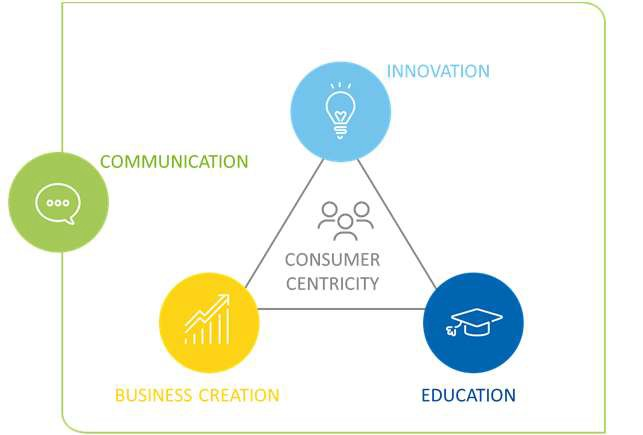 INNOVATION
COMMUNICATION
CONSUMER
CENTRICITY
BUSINESS CREATION
EDUCATION